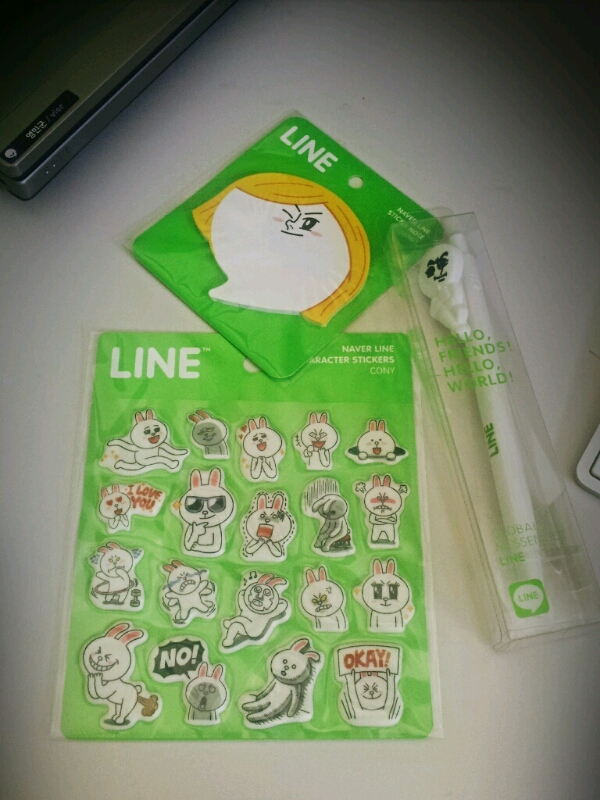 LINE
NAVER LINE
STICKY NOTE
HELLO,
FRIENDS!
HELLO,
WORLD!
LINE
LINE
LINE
LINE™
NAVER LINE
CHARACTER STICKERS
CONY
I LOVE
YOU
NO!
OKAY!